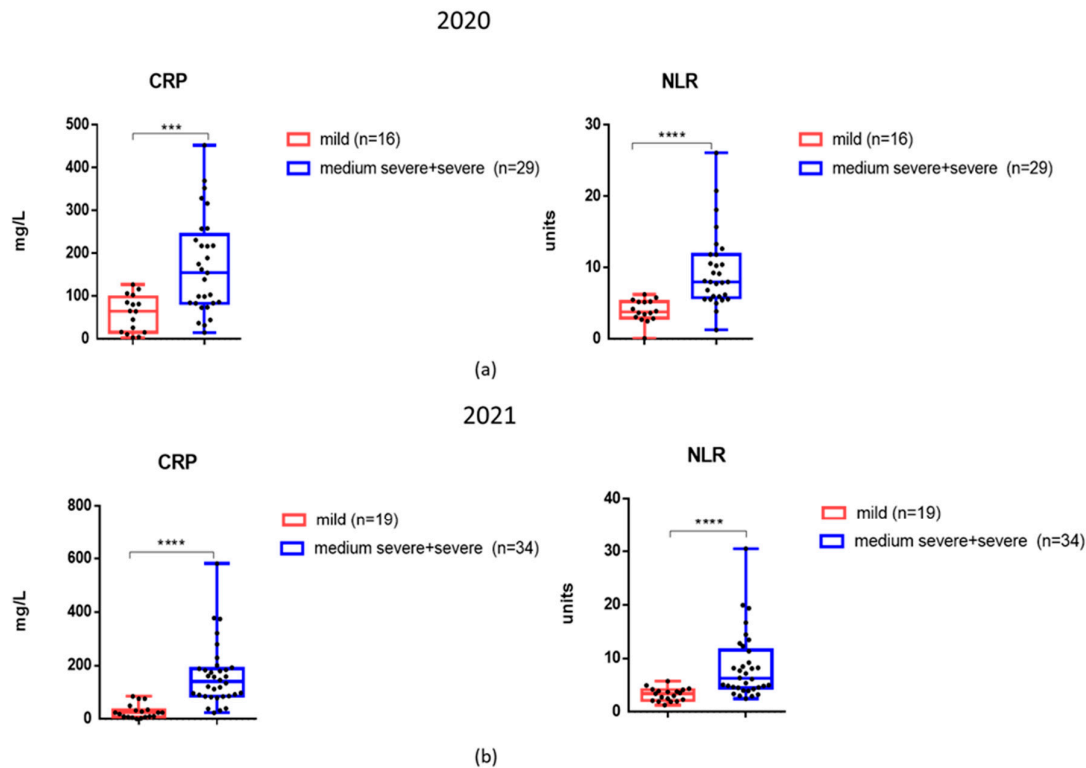 2020
CRP
NLR
500
400
300
200
100
0
mg/L
***
mild (n=16)
medium severe+severe (n=29)
30
20
10
0
units
****
mild (n=16)
medium severe+severe (n=29)
(a)
2021
CRP
NLR
800
600
400
200
0
mg/L
****
mild (n=19)
medium severe+severe (n=34)
40
30
20
10
0
units
****
mild (n=19)
medium severe+severe (n=34)
(b)